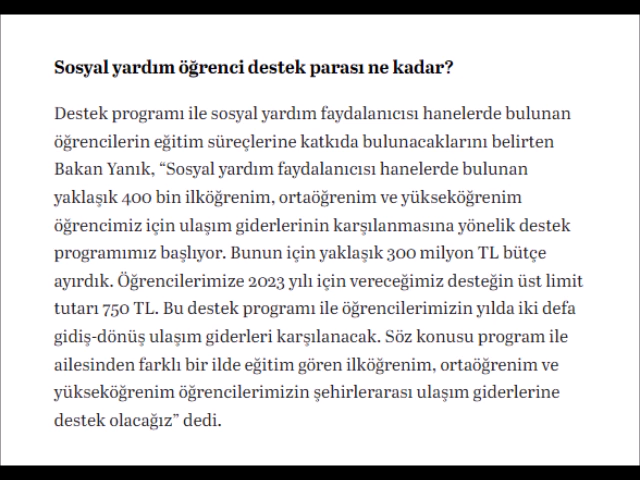 Sosyal yardım öğrenci destek parası ne kadar?
Destek programı ile sosyal yardım faydalanıcısı hanelerde bulunan
öğrencilerin eğitim süreçlerine katkıda bulunacaklarını belirten
Bakan Yanık, “Sosyal yardım faydalanıcısı hanelerde bulunan
yaklaşık 400 bin ilköğrenim, ortaöğrenim ve yükseköğrenim
öğrencimiz için ulaşım giderlerinin karşılanmasına yönelik destek
programımız başlıyor. Bunun için yaklaşık 300 milyon TL bütçe
ayırdık. Öğrencilerimize 2023 yılı için vereceğimiz desteğin üst limit
tutarı 750 TL. Bu destek programı ile öğrencilerimizin yılda iki defa
gidiş-dönüş ulaşım giderleri karşılanacak. Söz konusu program ile
ailesinden farklı bir ilde eğitim gören ilköğrenim, ortaöğrenim ve
yükseköğrenim öğrencilerimizin şehirlerarası ulaşım giderlerine
destek olacağız” dedi.